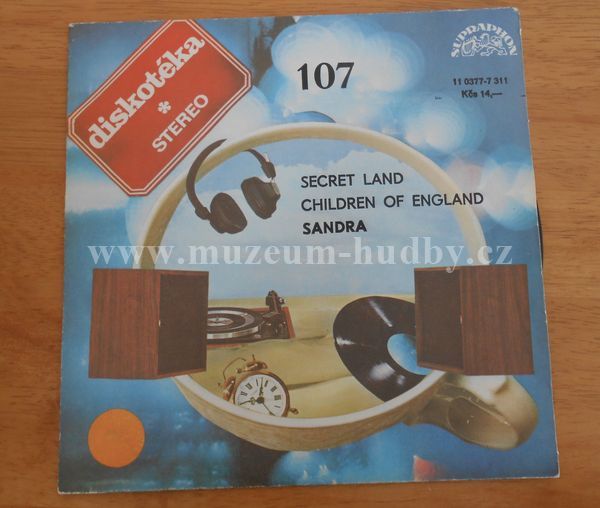 diskotéka
*
STEREO
107
SUPRAPHON
11 0377-7 311
Kčs 14,—
SECRET LAND
CHILDREN OF ENGLAND
SANDRA
www.muzeum-hudby.cz